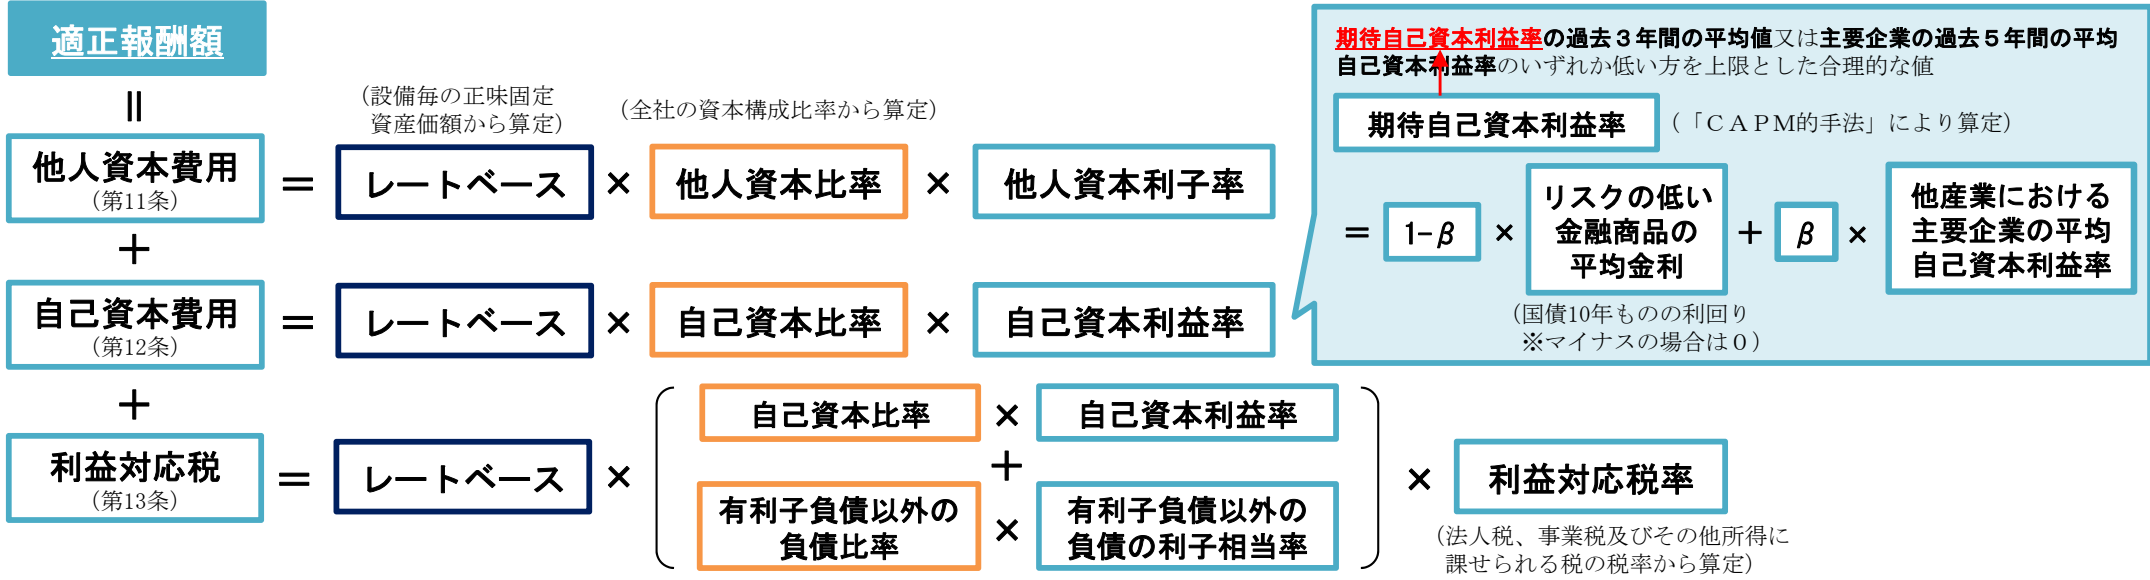 適正報酬額
||
他人資本費用
（第11条）
＝
（設備毎の正味固定
資産価額から算定）
レートベース
×
（全社の資本構成比率から算定）
他人資本比率
×
他人資本利子率
＋
自己資本費用
（第12条）
＝
レートベース
×
自己資本比率
×
自己資本利益率
＋
利益対応税
（第13条）
＝
レートベース
×
自己資本比率
×
自己資本利益率
＋
有利子負債以外の
負債比率
×
有利子負債以外の
負債の利子相当率
×
利益対応税率
（法人税、事業税及びその他所得に
課せられる税の税率から算定）
期待自己資本利益率の過去３年間の平均値又は主要企業の過去５年間の平均
自己資本利益率のいずれか低い方を上限とした合理的な値
期待自己資本利益率
（「ＣＡＰＭ的手法」により算定）
＝
1-β
×
リスクの低い
金融商品の
平均金利
＋
β
×
他産業における
主要企業の平均
自己資本利益率
（国債10年ものの利回り
※マイナスの場合は０）